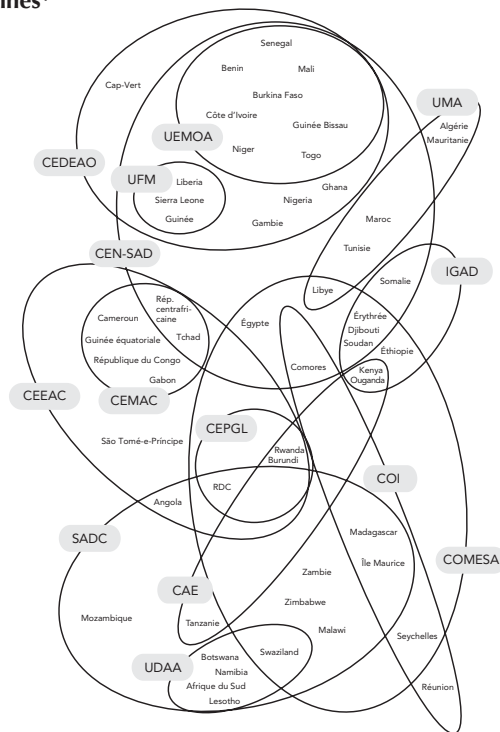 ines
Senegal
Benin
Mali
Cap-Vert
Burkina Faso
UMA
Côte d'Ivoire
Algérie
Mauritanie
Guinée Bissau
UEMOA
Niger
Togo
CEDEAO
UFM
Liberia
Ghana
Sierra Leone
Nigeria
Guinée
Gambie
Maroc
Tunisie
CEN-SAD
IGAD
Somalie
Libye
Rép.
centrafri-
caine
Cameroun
Égypte
Érythrée
Djibouti
Soudan
Guinée équatoriale
Tchad
Éthiopie
République du Congo
Comores
Kenya
Ouganda
Gabon
CEEAC
CEMAC
CEPGL
São Tomé-e-Príncipe
Rwanda
Burundi
COI
RDC
Angola
SADC
Madagascar
COMESA
Île Maurice
Zambie
CAE
Zimbabwe
Mozambique
Tanzanie
Malawi
Seychelles
UDAA
Botswana
Swaziland
Namibia
Afrique du Sud
Réunion
Lesotho